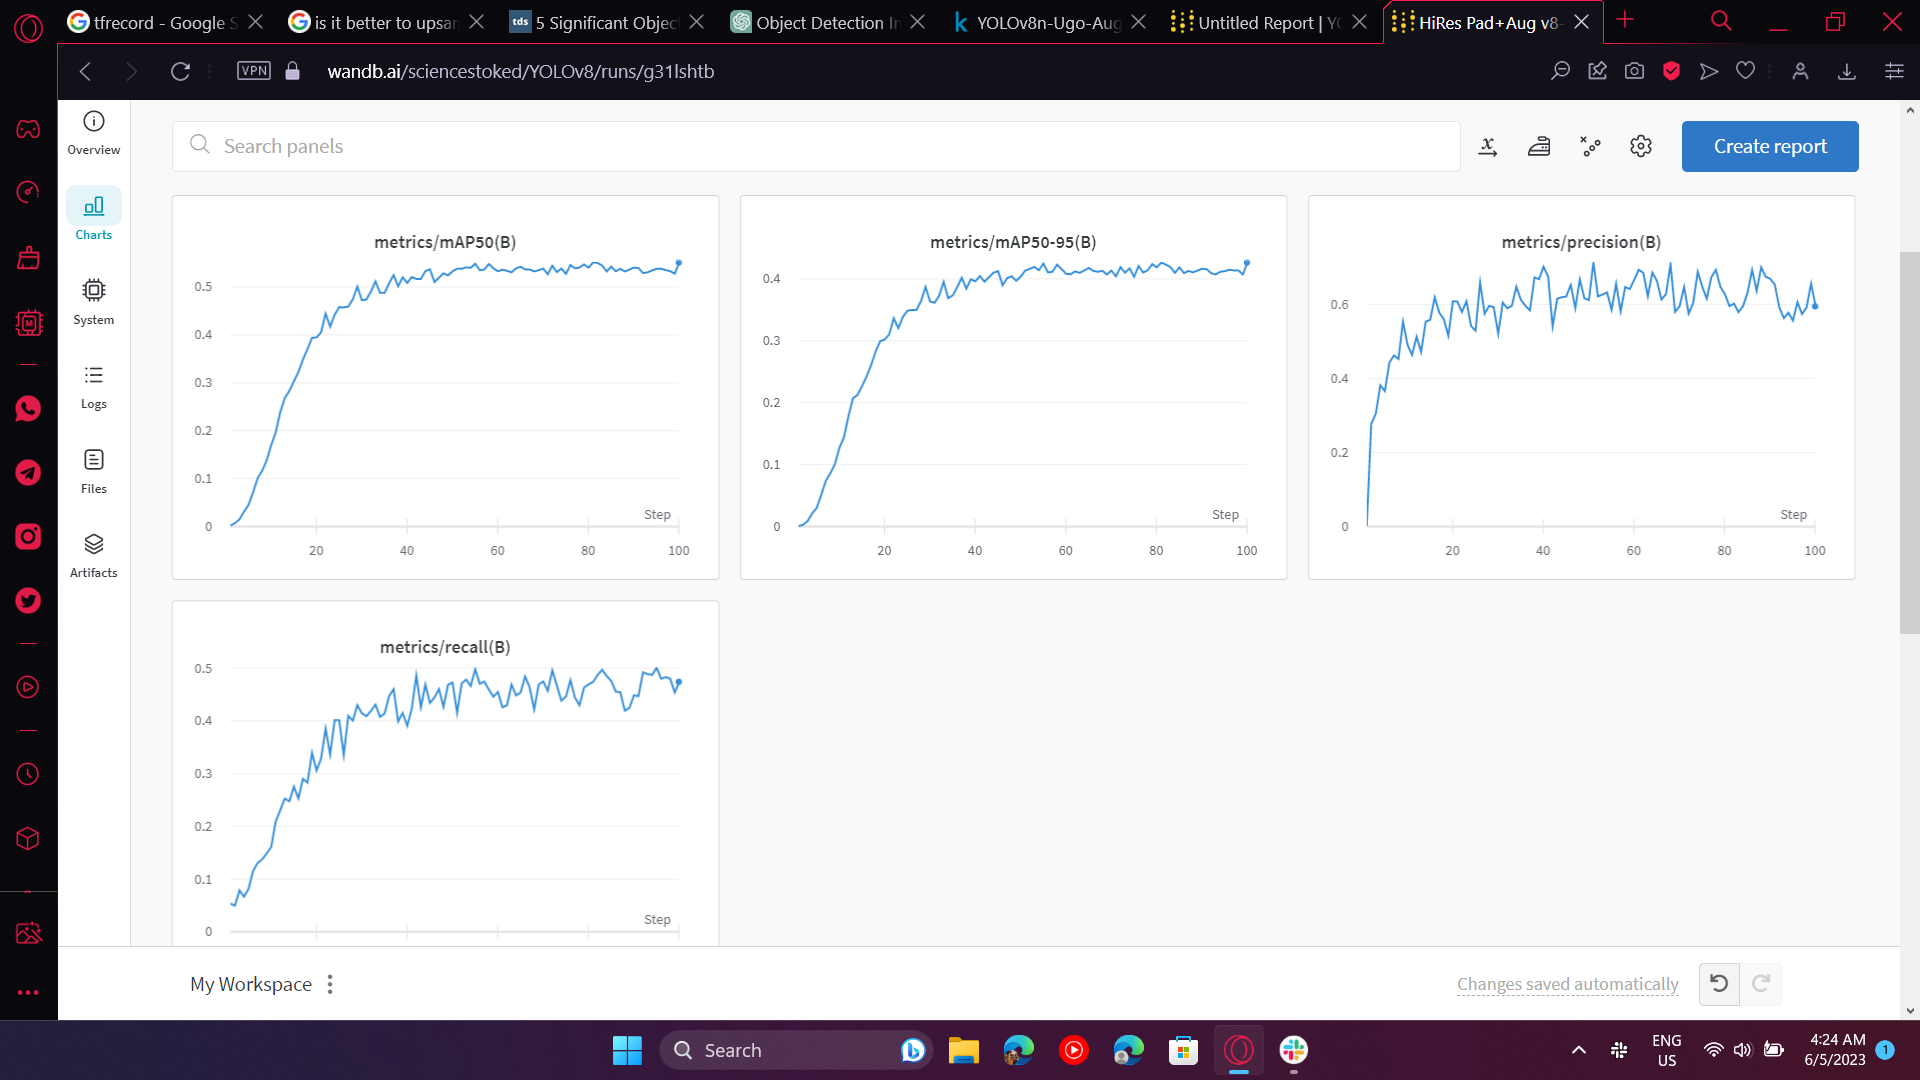 tfrecord - Google S
is it better to upsam
tds 5 Significant Objec
Object Detection In
YOLOv8n-Ugo-Aug
Untitled Report | YO
HiRes Pad+Aug v8-
VPN
wandb.ai/sciencestoked/YOLOv8/runs/g31lshtb
Overview
Charts
System
Logs
Files
Artifacts
Search panels
Create report
metrics/mAP50(B)
0.5
0.4
0.3
0.2
0.1
0
Step
20 40 60 80 100
metrics/mAP50-95(B)
0.4
0.3
0.2
0.1
0
Step
20 40 60 80 100
metrics/precision(B)
0.6
0.4
0.2
0
Step
20 40 60 80 100
metrics/recall(B)
0.5
0.4
0.3
0.2
0.1
0
Step
My Workspace
Changes saved automatically
Search
ENG
US
4:24 AM
6/5/2023
1